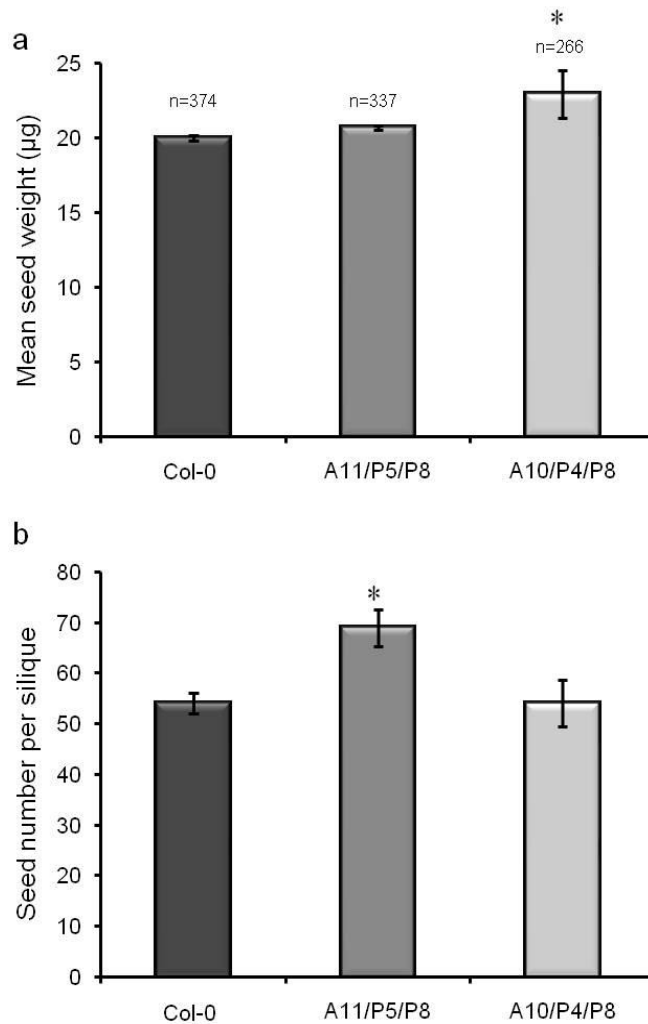 a
*
n=266
n=374
n=337
25
20
15
10
5
0
Mean seed weight (µg)
Col-0
A11/P5/P8
A10/P4/P8
b
80
70
60
50
40
30
20
10
0
*
Seed number per silique
Col-0
A11/P5/P8
A10/P4/P8